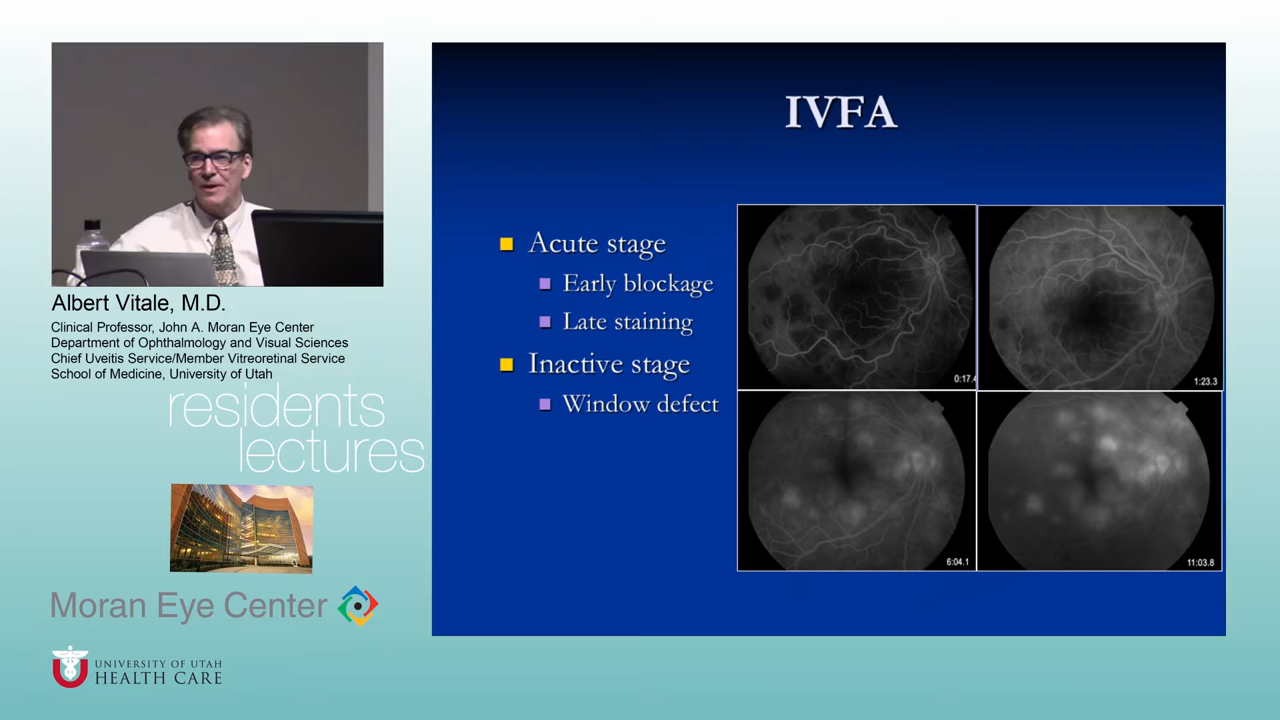 Albert Vitale, M.D.
Clinical Professor, John A. Moran Eye Center
Department of Ophthalmology and Visual Sciences
Chief Uveitis Service/Member Vitreoretinal Service
School of Medicine, University of Utah
residents
lectures
Moran Eye Center
UNIVERSITY OF UTAH
HEALTH CARE
IVFA
Acute stage
Early blockage
Late staining
Inactive stage
Window defect
0:17.4
1:23.3
6:04.1
11:03.8